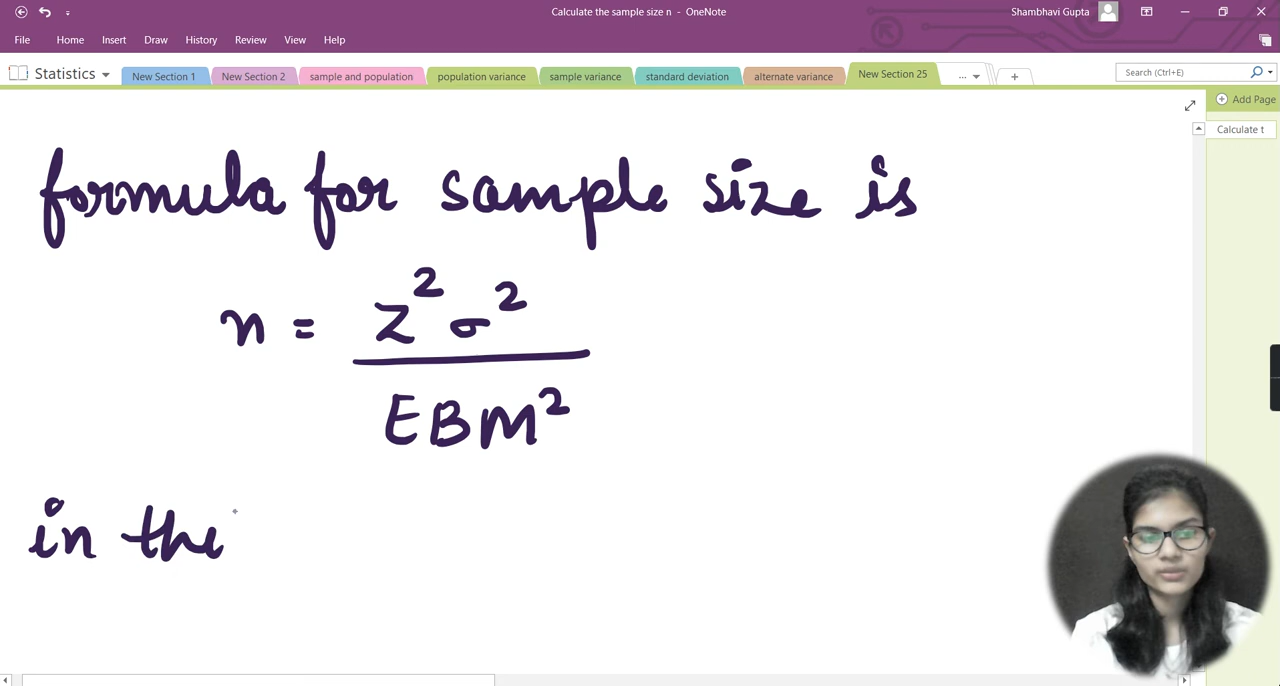 Calculate the sample size n - OneNote
Shambhavi Gupta
File Home Insert Draw History Review View Help
Statistics
New Section 1
New Section 2
sample and population
population variance
sample variance
standard deviation
alternate variance
New Section 25
...
Search (Ctrl+E)
Add Page
Calculate t
formula for sample size is
n = Z² σ²
EBM²
in the